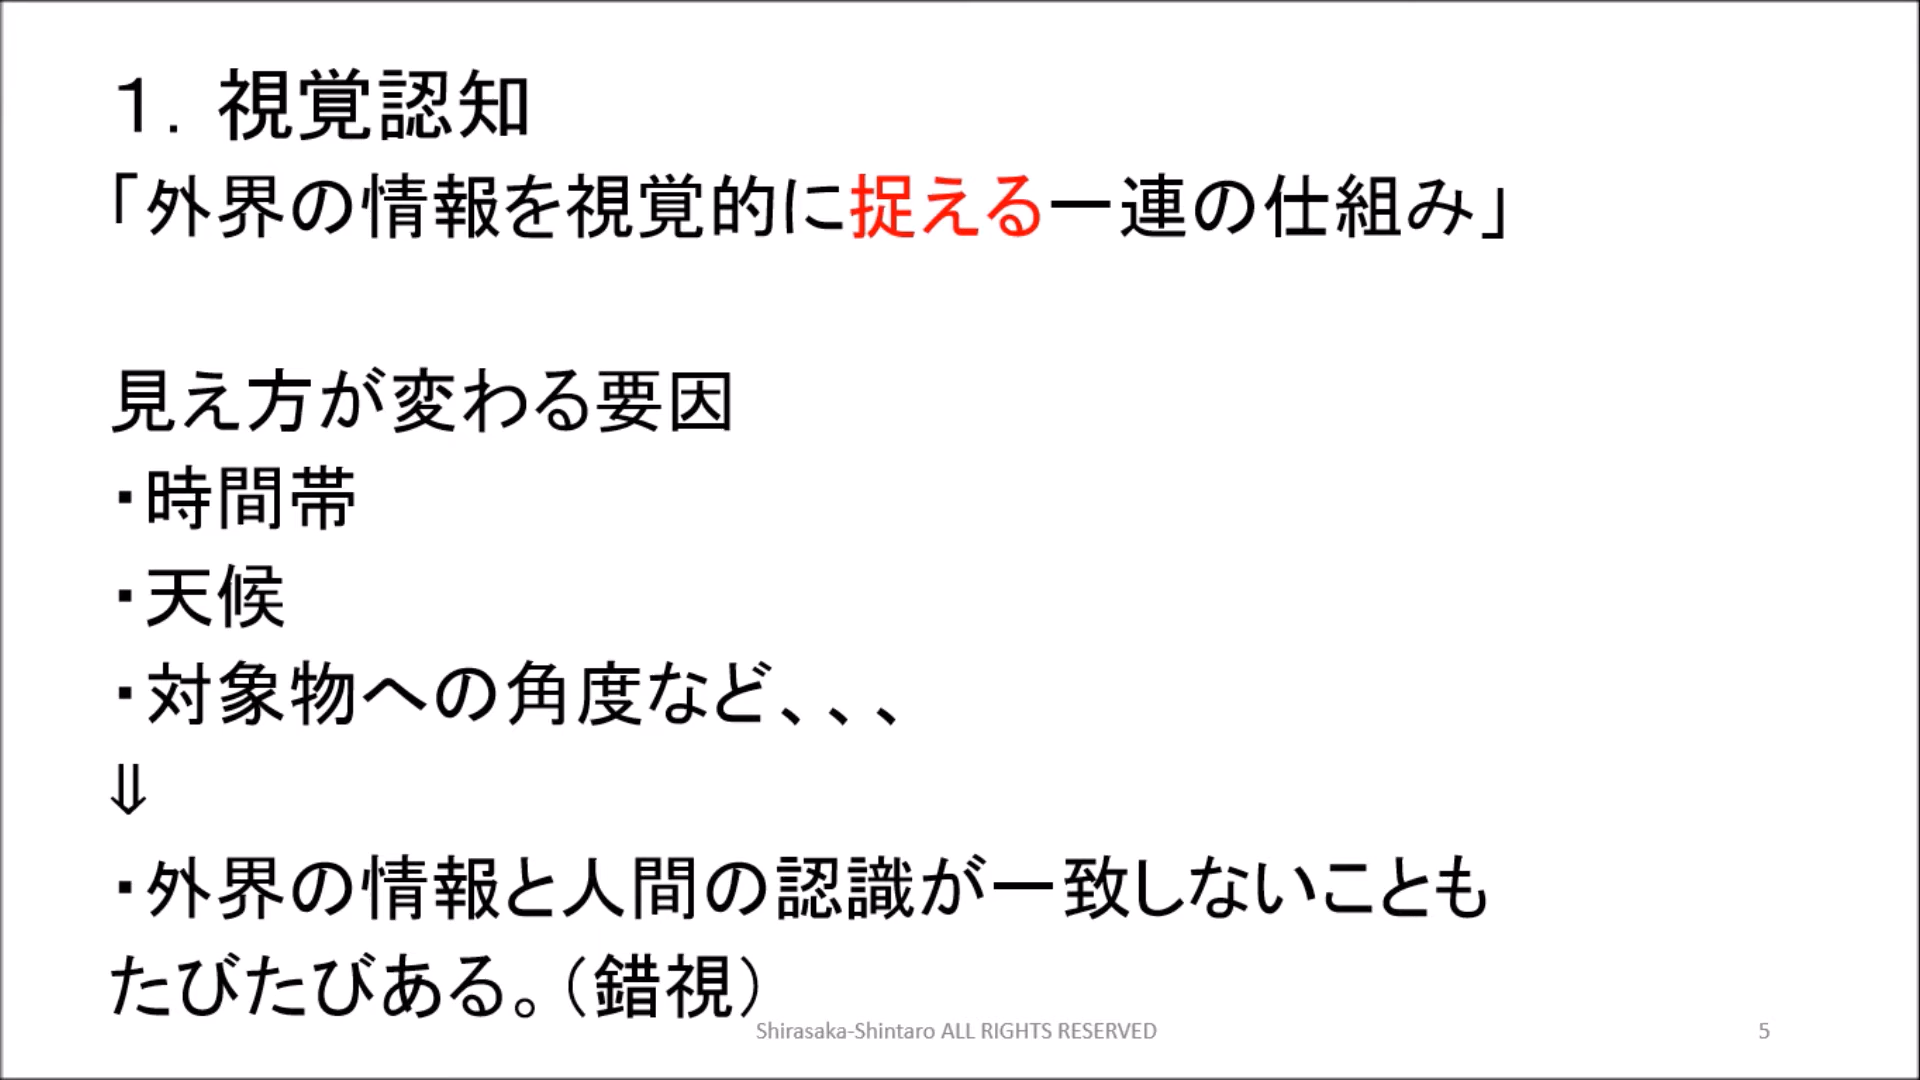 １．視覚認知
「外界の情報を視覚的に捉える一連の仕組み」
見え方が変わる要因
・時間帯
・天候
・対象物への角度など、、、
⇓
・外界の情報と人間の認識が一致しないことも
たびたびある。（錯視）
Shirasaka-Shintaro ALL RIGHTS RESERVED
5